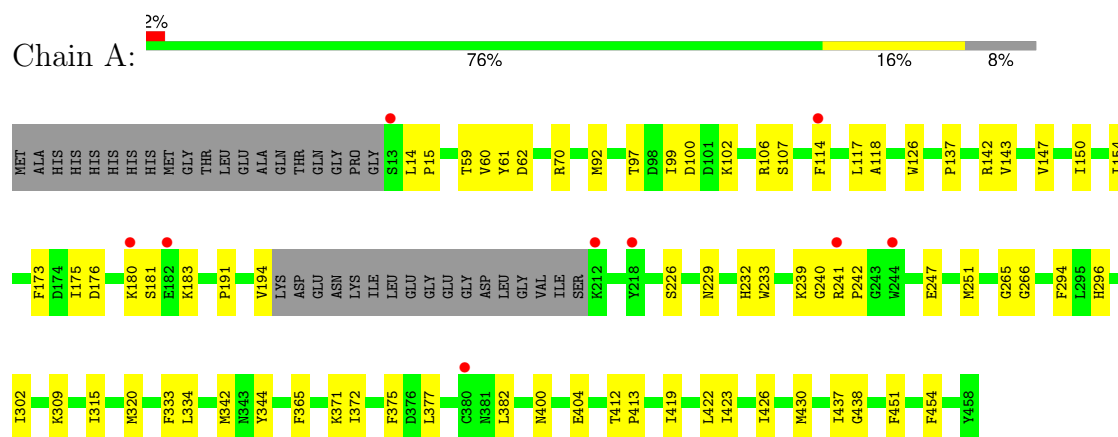 2%
Chain A:
76% 16% 8%
MET ALA HIS HIS HIS HIS HIS HIS MET GLY THR LEU GLU ALA GLN THR GLN GLY PRO GLY S13 L14 P15 T59 V60 Y61 D62 R70 M92 T97 D98 I99 D100 D101 K102 R106 S107 F114 L117 A118 W126 P137 R142 V143 V147 I150 I154
F173 D174 I175 D176 K180 S181 E182 K183 P191 V194 LYS ASP GLU ASN LYS ILE LEU GLU GLY GLU GLY ASP LEU GLY VAL ILE SER K212 Y218 S226 N229 H232 W233 K239 G240 R241 P242 G243 W244 E247 M251 G265 G266 F294 L295 H296
I302 K309 I315 M320 F333 L334 M342 N343 Y344 F365 K371 I372 F375 D376 L377 C380 N381 L382 N400 E404 T412 P413 I419 L422 I423 I426 M430 I437 G438 F451 F454 Y458